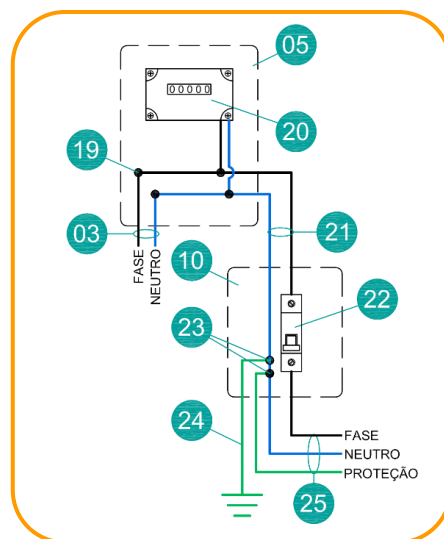 05
00000
20
19
03
FASE
NEUTRO
21
10
22
23
24
FASE
NEUTRO
PROTEÇÃO
25